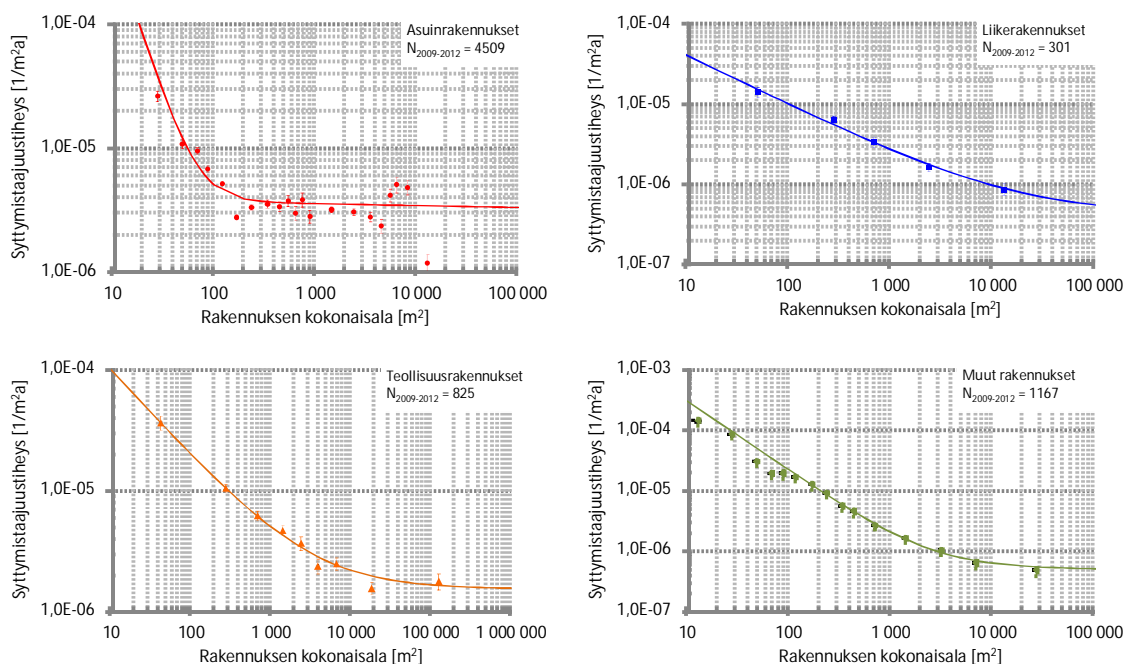 Asuinrakennukset
N2009-2012 = 4509
Syttymistaajuustiheys [1/m²a]
1,0E-04
1,0E-05
1,0E-06
10 100 1 000 10 000 100 000
Rakennuksen kokonaisala [m²]
Liikerakennukset
N2009-2012 = 301
Syttymistaajuustiheys [1/m²a]
1,0E-04
1,0E-05
1,0E-06
1,0E-07
10 100 1 000 10 000 100 000
Rakennuksen kokonaisala [m²]
Teollisuusrakennukset
N2009-2012 = 825
Syttymistaajuustiheys [1/m²a]
1,0E-04
1,0E-05
1,0E-06
10 100 1 000 10 000 100 000 1 000 000
Rakennuksen kokonaisala [m²]
Muut rakennukset
N2009-2012 = 1167
Syttymistaajuustiheys [1/m²a]
1,0E-03
1,0E-04
1,0E-05
1,0E-06
1,0E-07
10 100 1 000 10 000 100 000
Rakennuksen kokonaisala [m²]